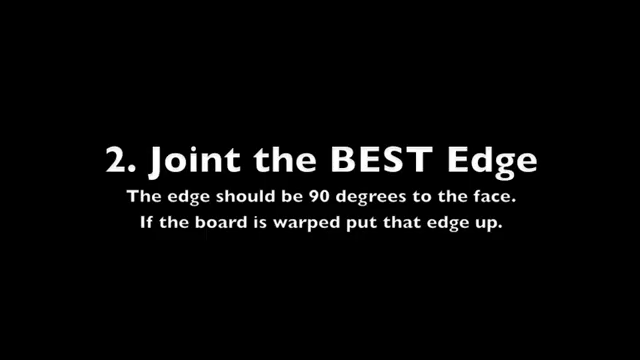 2. Joint the BEST Edge
The edge should be 90 degrees to the face.
If the board is warped put that edge up.